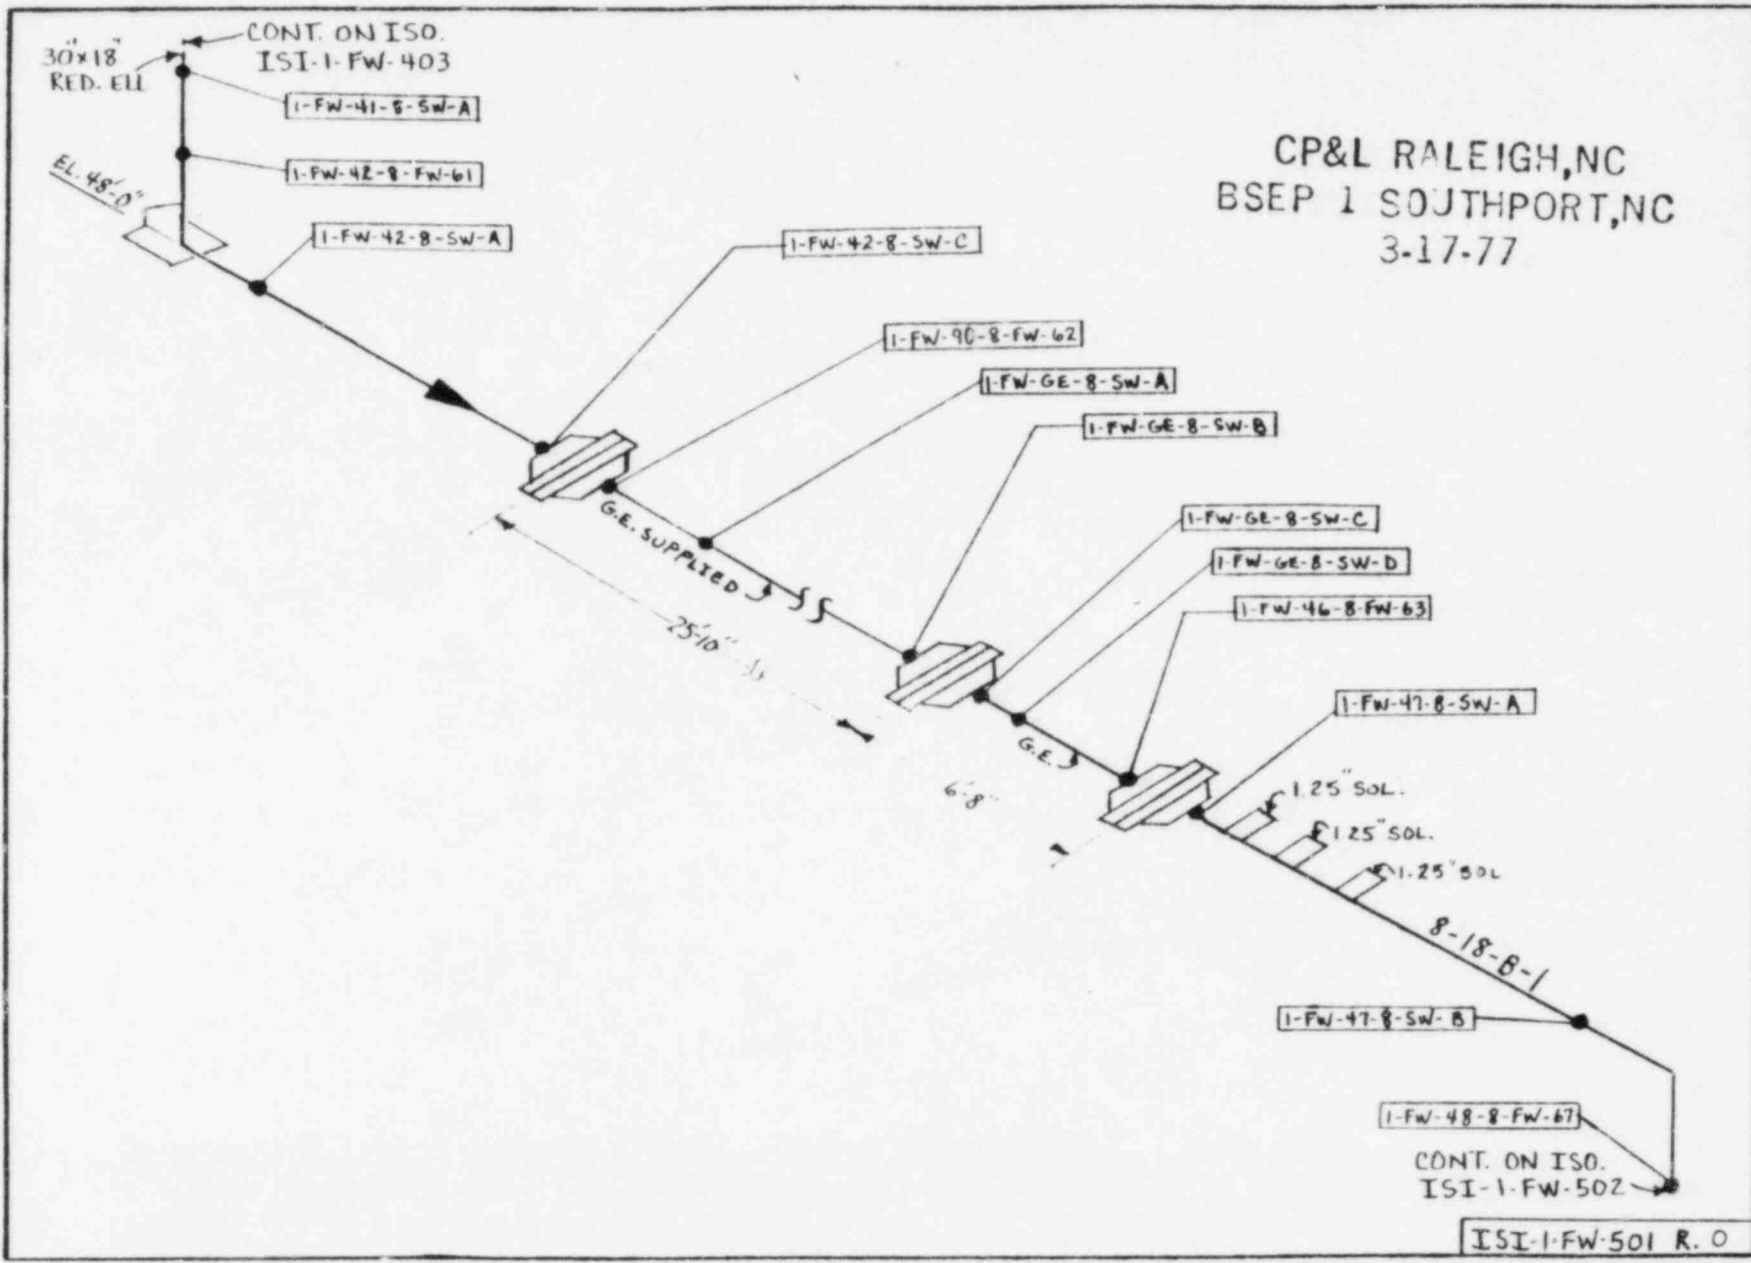 CONT. ON ISO.
ISI-1-FW-403
30"x18"
RED. ELL
1-FW-41-8-SW-A
1-FW-42-8-FW-61
EL. 48'-0"
1-FW-42-8-SW-A
CP&L RALEIGH,NC
BSEP 1 SOUTHPORT,NC
3-17-77
1-FW-42-8-SW-C
1-FW-90-8-FW-62
1-FW-GE-8-SW-A
1-FW-GE-8-SW-B
G.E. SUPPLIED
25'-10"
1-FW-GE-8-SW-C
1-FW-GE-8-SW-D
1-FW-46-8-FW-63
G.E.
6'-8"
1-FW-47-8-SW-A
1.25" SOL.
1.25" SOL.
1.25" SOL
8-18-B-1
1-FW-47-8-SW-B
1-FW-48-8-FW-67
CONT. ON ISO.
ISI-1-FW-502
ISI-1-FW-501 R. 0